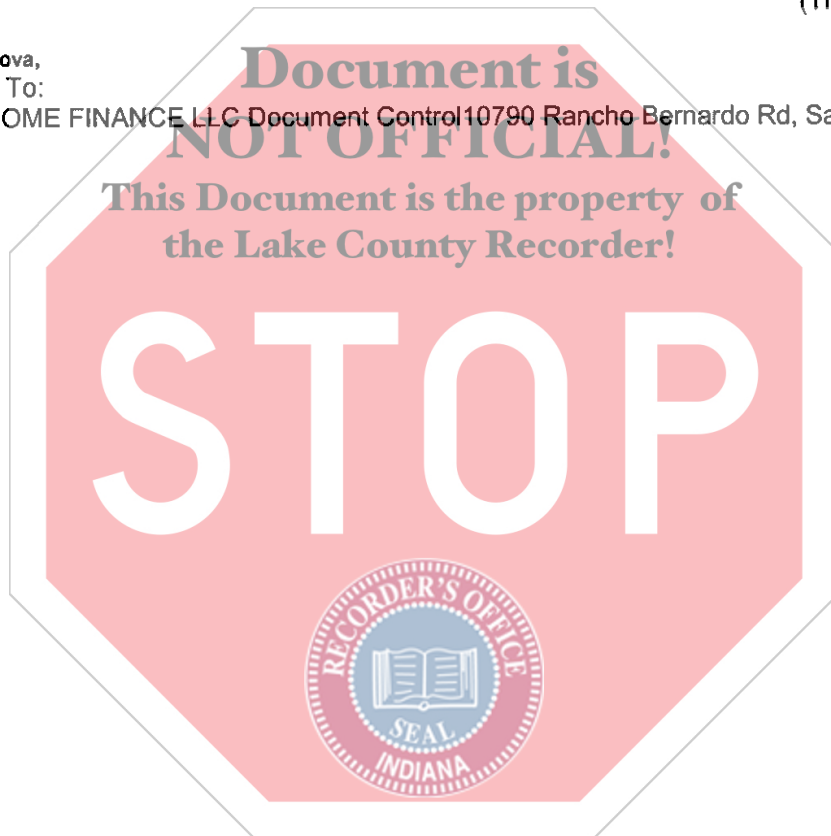 ova,
Document is
To:
OME FINANCE LLC Document Control10790 Rancho Bernardo Rd, Sa
NOT OFFICIAL!
This Document is the property of
the Lake County Recorder!
STOP
RECORDER'S OFFICE
SEAL
INDIANA